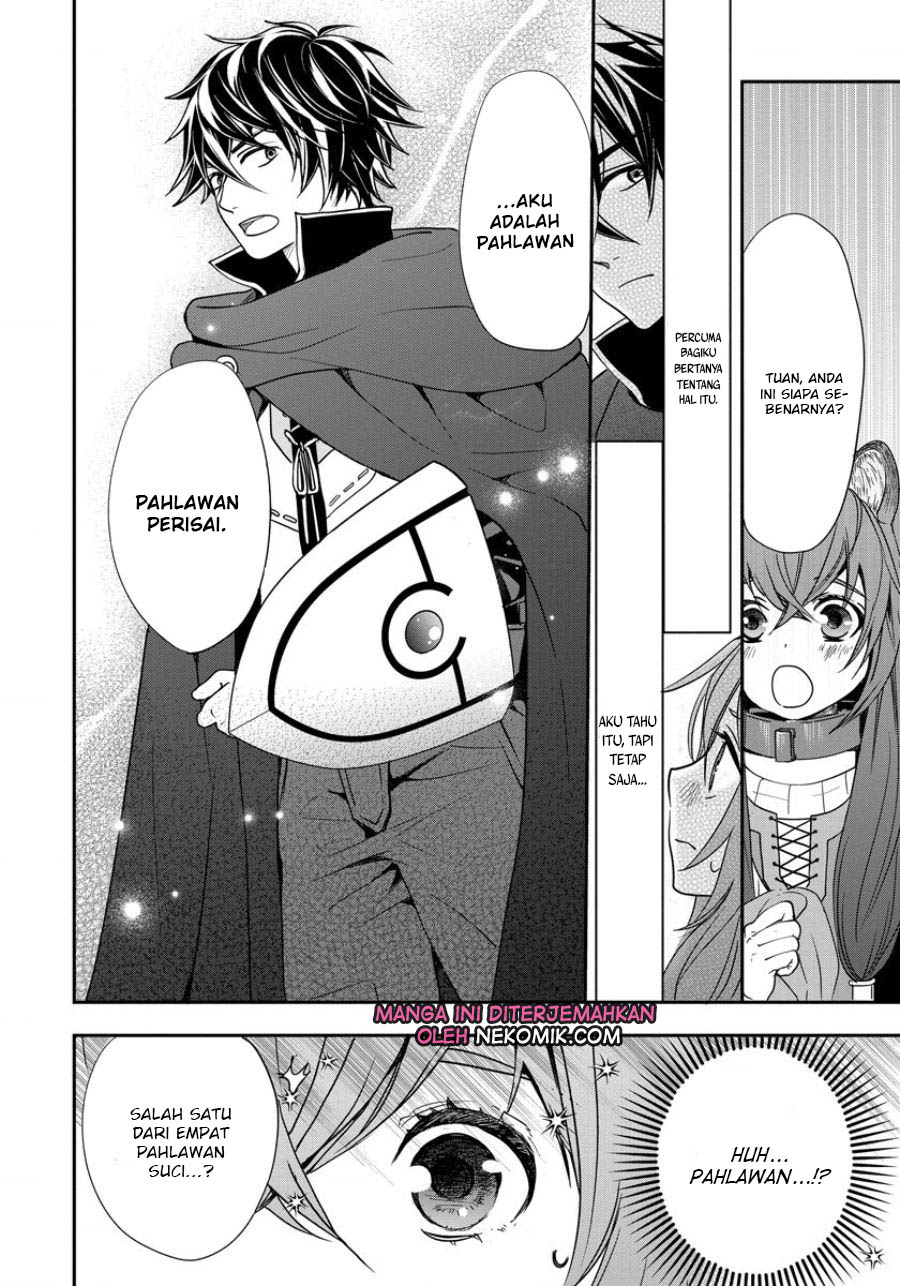 TUAN, ANDA
INI SIAPA SE-
BENARNYA?
PERCUMA
BAGIKU
BERTANYA
TENTANG
HAL ITU.
AKU TAHU
ITU, TAPI
TETAP
SAJA...
...AKU
ADALAH
PAHLAWAN
PAHLAWAN
PERISAI.
MANGA INI DITERJEMAHKAN
OLEH NEKOMIK.COM
HUH...
PAHLAWAN...!?
SALAH SATU
DARI EMPAT
PAHLAWAN
SUCI...?